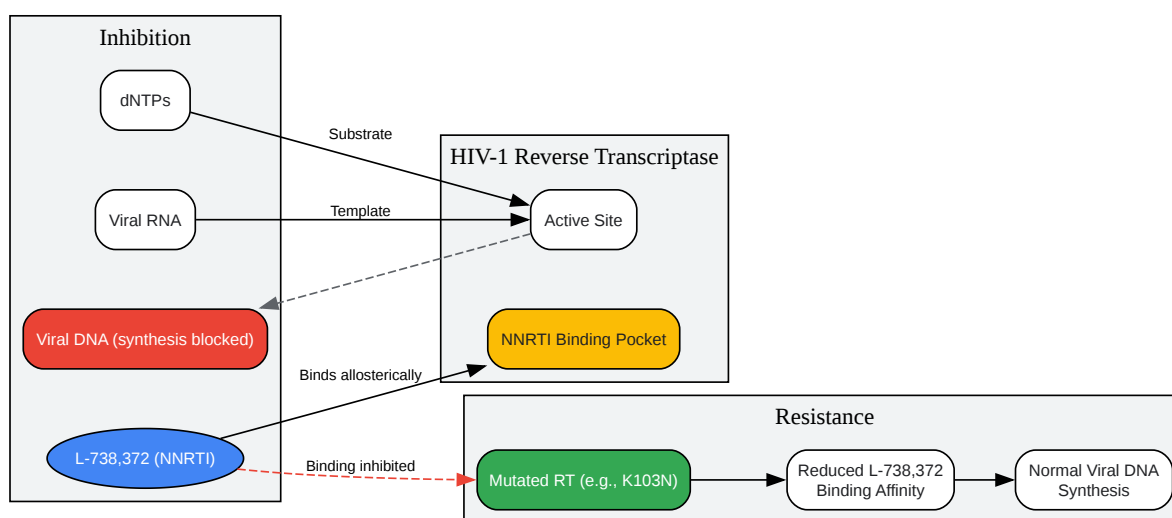 Inhibition
dNTPs
Substrate
HIV-1 Reverse Transcriptase
Viral RNA
Template
Active Site
Viral DNA (synthesis blocked)
NNRTI Binding Pocket
Binds allosterically
Resistance
L-738,372 (NNRTI)
Binding inhibited
Mutated RT (e.g., K103N)
Reduced L-738,372
Binding Affinity
Normal Viral DNA
Synthesis